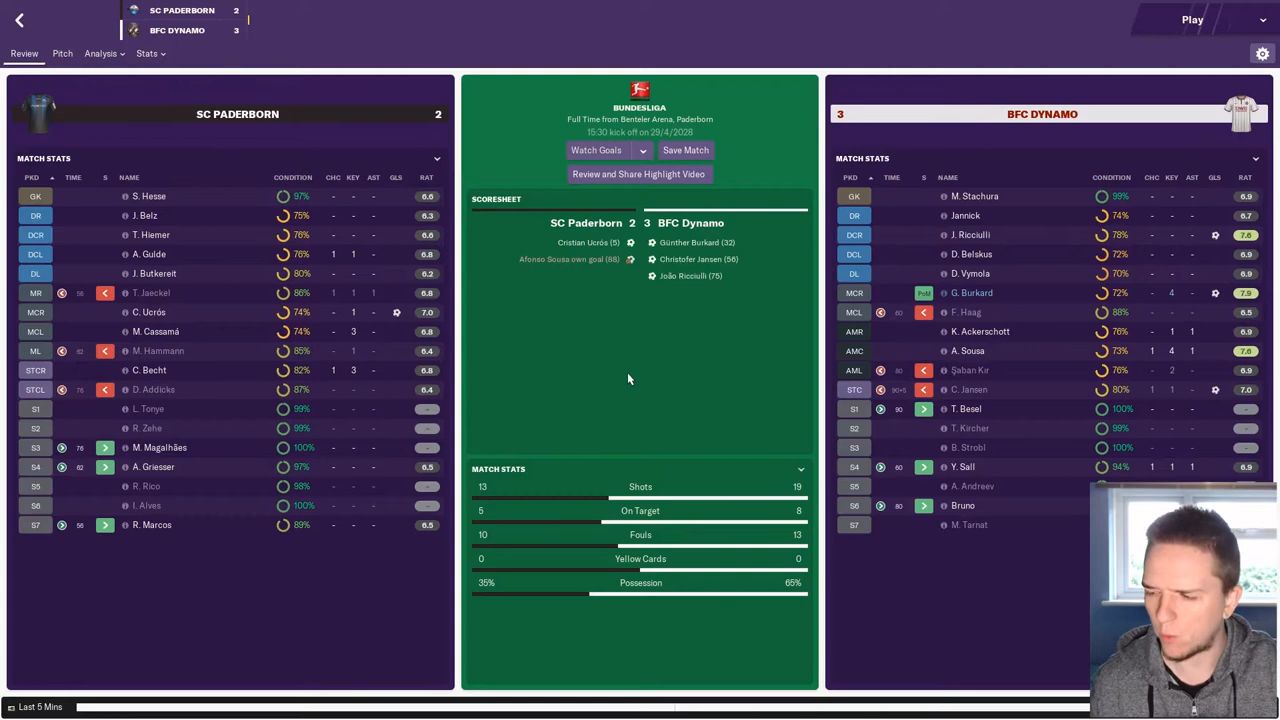 SC PADERBORN 2
BFC DYNAMO 3
Play
Review Pitch Analysis Stats
SC PADERBORN 2
MATCH STATS
PKD TIME S NAME CONDITION CHC KEY AST GLS RAT
GK S. Hesse 97% - - - 6.6
DR J. Belz 75% - - - 6.3
DCR T. Hiemer 76% - - - 6.6
DCL A. Gulde 76% 1 1 - 6.8
DL J. Butkereit 80% - - - 6.2
MR 56 T. Jaeckel 86% 1 1 1 6.8
MCR C. Ucrós 74% - 1 - 7.0
MCL M. Cassamá 74% - 3 - 6.8
ML 62 M. Hammann 85% - 1 - 6.4
STCR C. Becht 82% 1 3 - 6.8
STCL 76 D. Addicks 87% - - - 6.4
S1 L. Tonye 99% - - - -
S2 R. Zehe 99% - - - -
S3 76 M. Magalhães 100% - - - -
S4 62 A. Griesser 97% - - - 6.5
S5 R. Rico 98% - - - -
S6 I. Alves 100% - - - -
S7 56 R. Marcos 89% - - - 6.5
BUNDESLIGA
Full Time from Benteler Arena, Paderborn
15:30 kick off on 29/4/2028
Watch Goals Save Match
Review and Share Highlight Video
SCORESHEET
SC Paderborn 2 3 BFC Dynamo
Cristian Ucrós (5) Günther Burkard (32)
Afonso Sousa own goal (88) Christofer Jansen (56)
João Ricciulli (75)
MATCH STATS
13 Shots 19
5 On Target 8
10 Fouls 13
0 Yellow Cards 0
35% Possession 65%
3 BFC DYNAMO
MATCH STATS
PKD TIME S NAME CONDITION CHC KEY AST GLS RAT
GK M. Stachura 99% - - - 6.9
DR Jannick 74% - - - 6.7
DCR J. Ricciulli 78% - - - 7.6
DCL D. Belskus 72% - - - 6.9
DL D. Vymola 70% - - - 6.9
MCR PoM G. Burkard 72% - 4 - 7.9
MCL 60 F. Haag 88% - - - 6.5
AMR K. Ackerschott 76% - 1 1 6.9
AMC A. Sousa 73% 1 4 1 7.6
AML 80 Şaban Kır 76% - 2 - 6.9
STC 90+5 C. Jansen 80% 1 1 - 7.0
S1 90 T. Besel 100% - - - -
S2 T. Kircher 99% - - - -
S3 B. Strobl 100% - - - -
S4 60 Y. Sall 94% 1 1 1 6.9
S5 A. Andreev
S6 80 Bruno
S7 M. Tarnat
Last 5 Mins